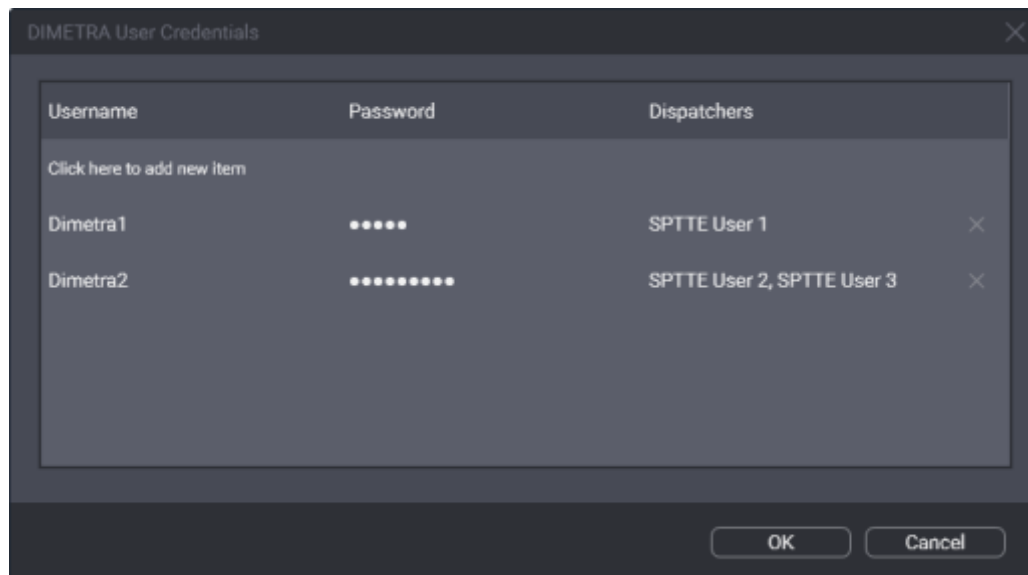 DIMETRA User Credentials
Username Password Dispatchers
Click here to add new item
Dimetra1 ●●●●● SPTTE User 1
Dimetra2 ●●●●●●●●● SPTTE User 2, SPTTE User 3
OK Cancel